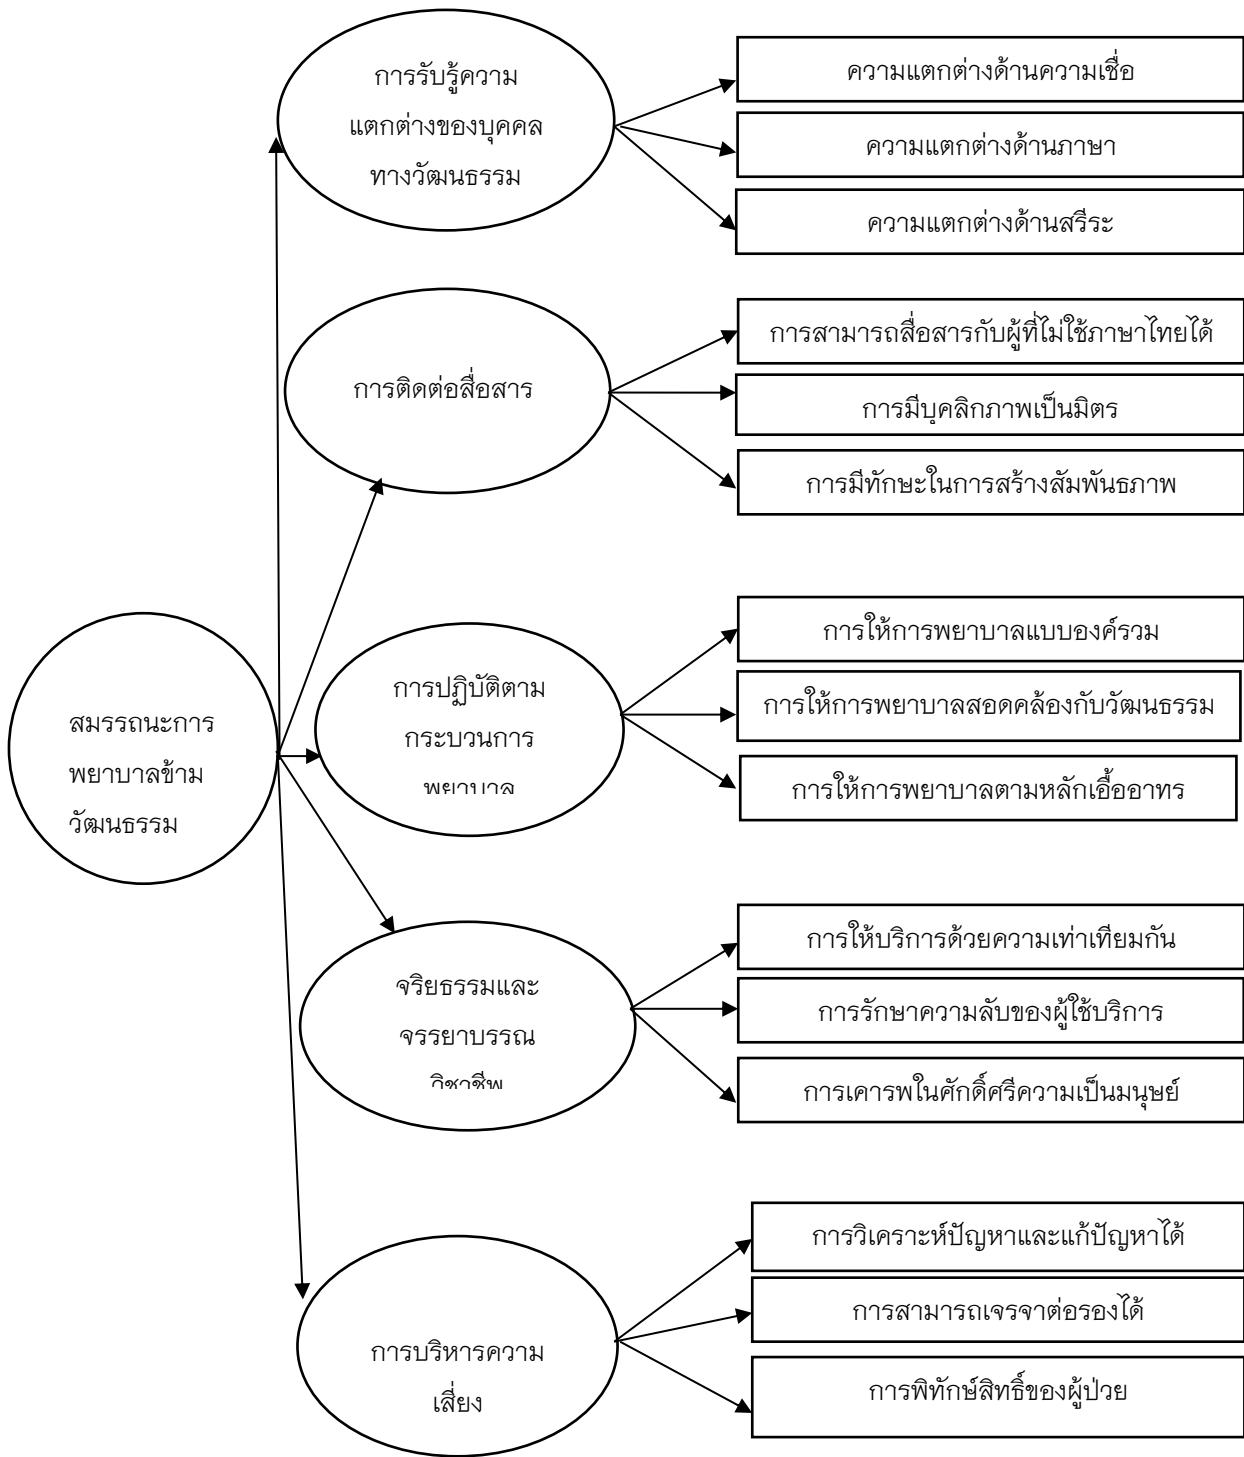 การรับรู้ความ
แตกต่างของบุคคล
ทางวัฒนธรรม
ความแตกต่างด้านความเชื่อ
ความแตกต่างด้านภาษา
ความแตกต่างด้านสรีระ
การติดต่อสื่อสาร
การสามารถสื่อสารกับผู้ที่ไม่ใช้ภาษาไทยได้
การมีบุคลิกภาพเป็นมิตร
การมีทักษะในการสร้างสัมพันธภาพ
สมรรถนะการ
พยาบาลข้าม
วัฒนธรรม
การปฏิบัติตาม
กระบวนการ
พยาบาล
การให้การพยาบาลแบบองค์รวม
การให้การพยาบาลสอดคล้องกับวัฒนธรรม
การให้การพยาบาลตามหลักเอื้ออาทร
จริยธรรมและ
จรรยาบรรณ
วิชาชีพ
การให้บริการด้วยความเท่าเทียมกัน
การรักษาความลับของผู้ใช้บริการ
การเคารพในศักดิ์ศรีความเป็นมนุษย์
การบริหารความ
เสี่ยง
การวิเคราะห์ปัญหาและแก้ปัญหาได้
การสามารถเจรจาต่อรองได้
การพิทักษ์สิทธิ์ของผู้ป่วย